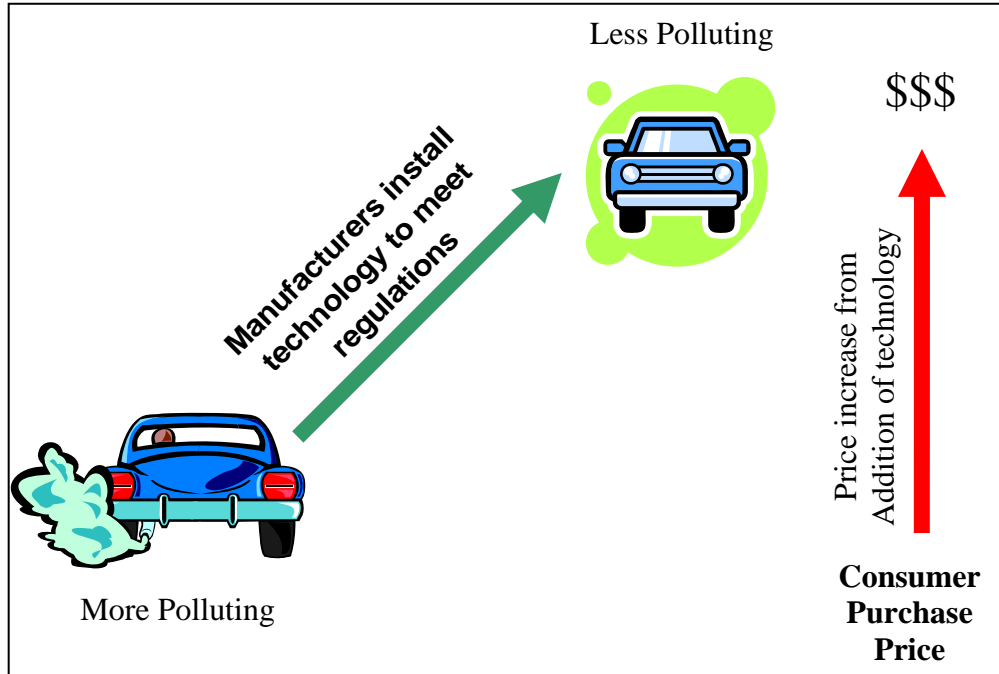 Less Polluting
$$$
Manufacturers install
technology to meet
regulations
Price increase from
Addition of technology
More Polluting
Consumer
Purchase
Price